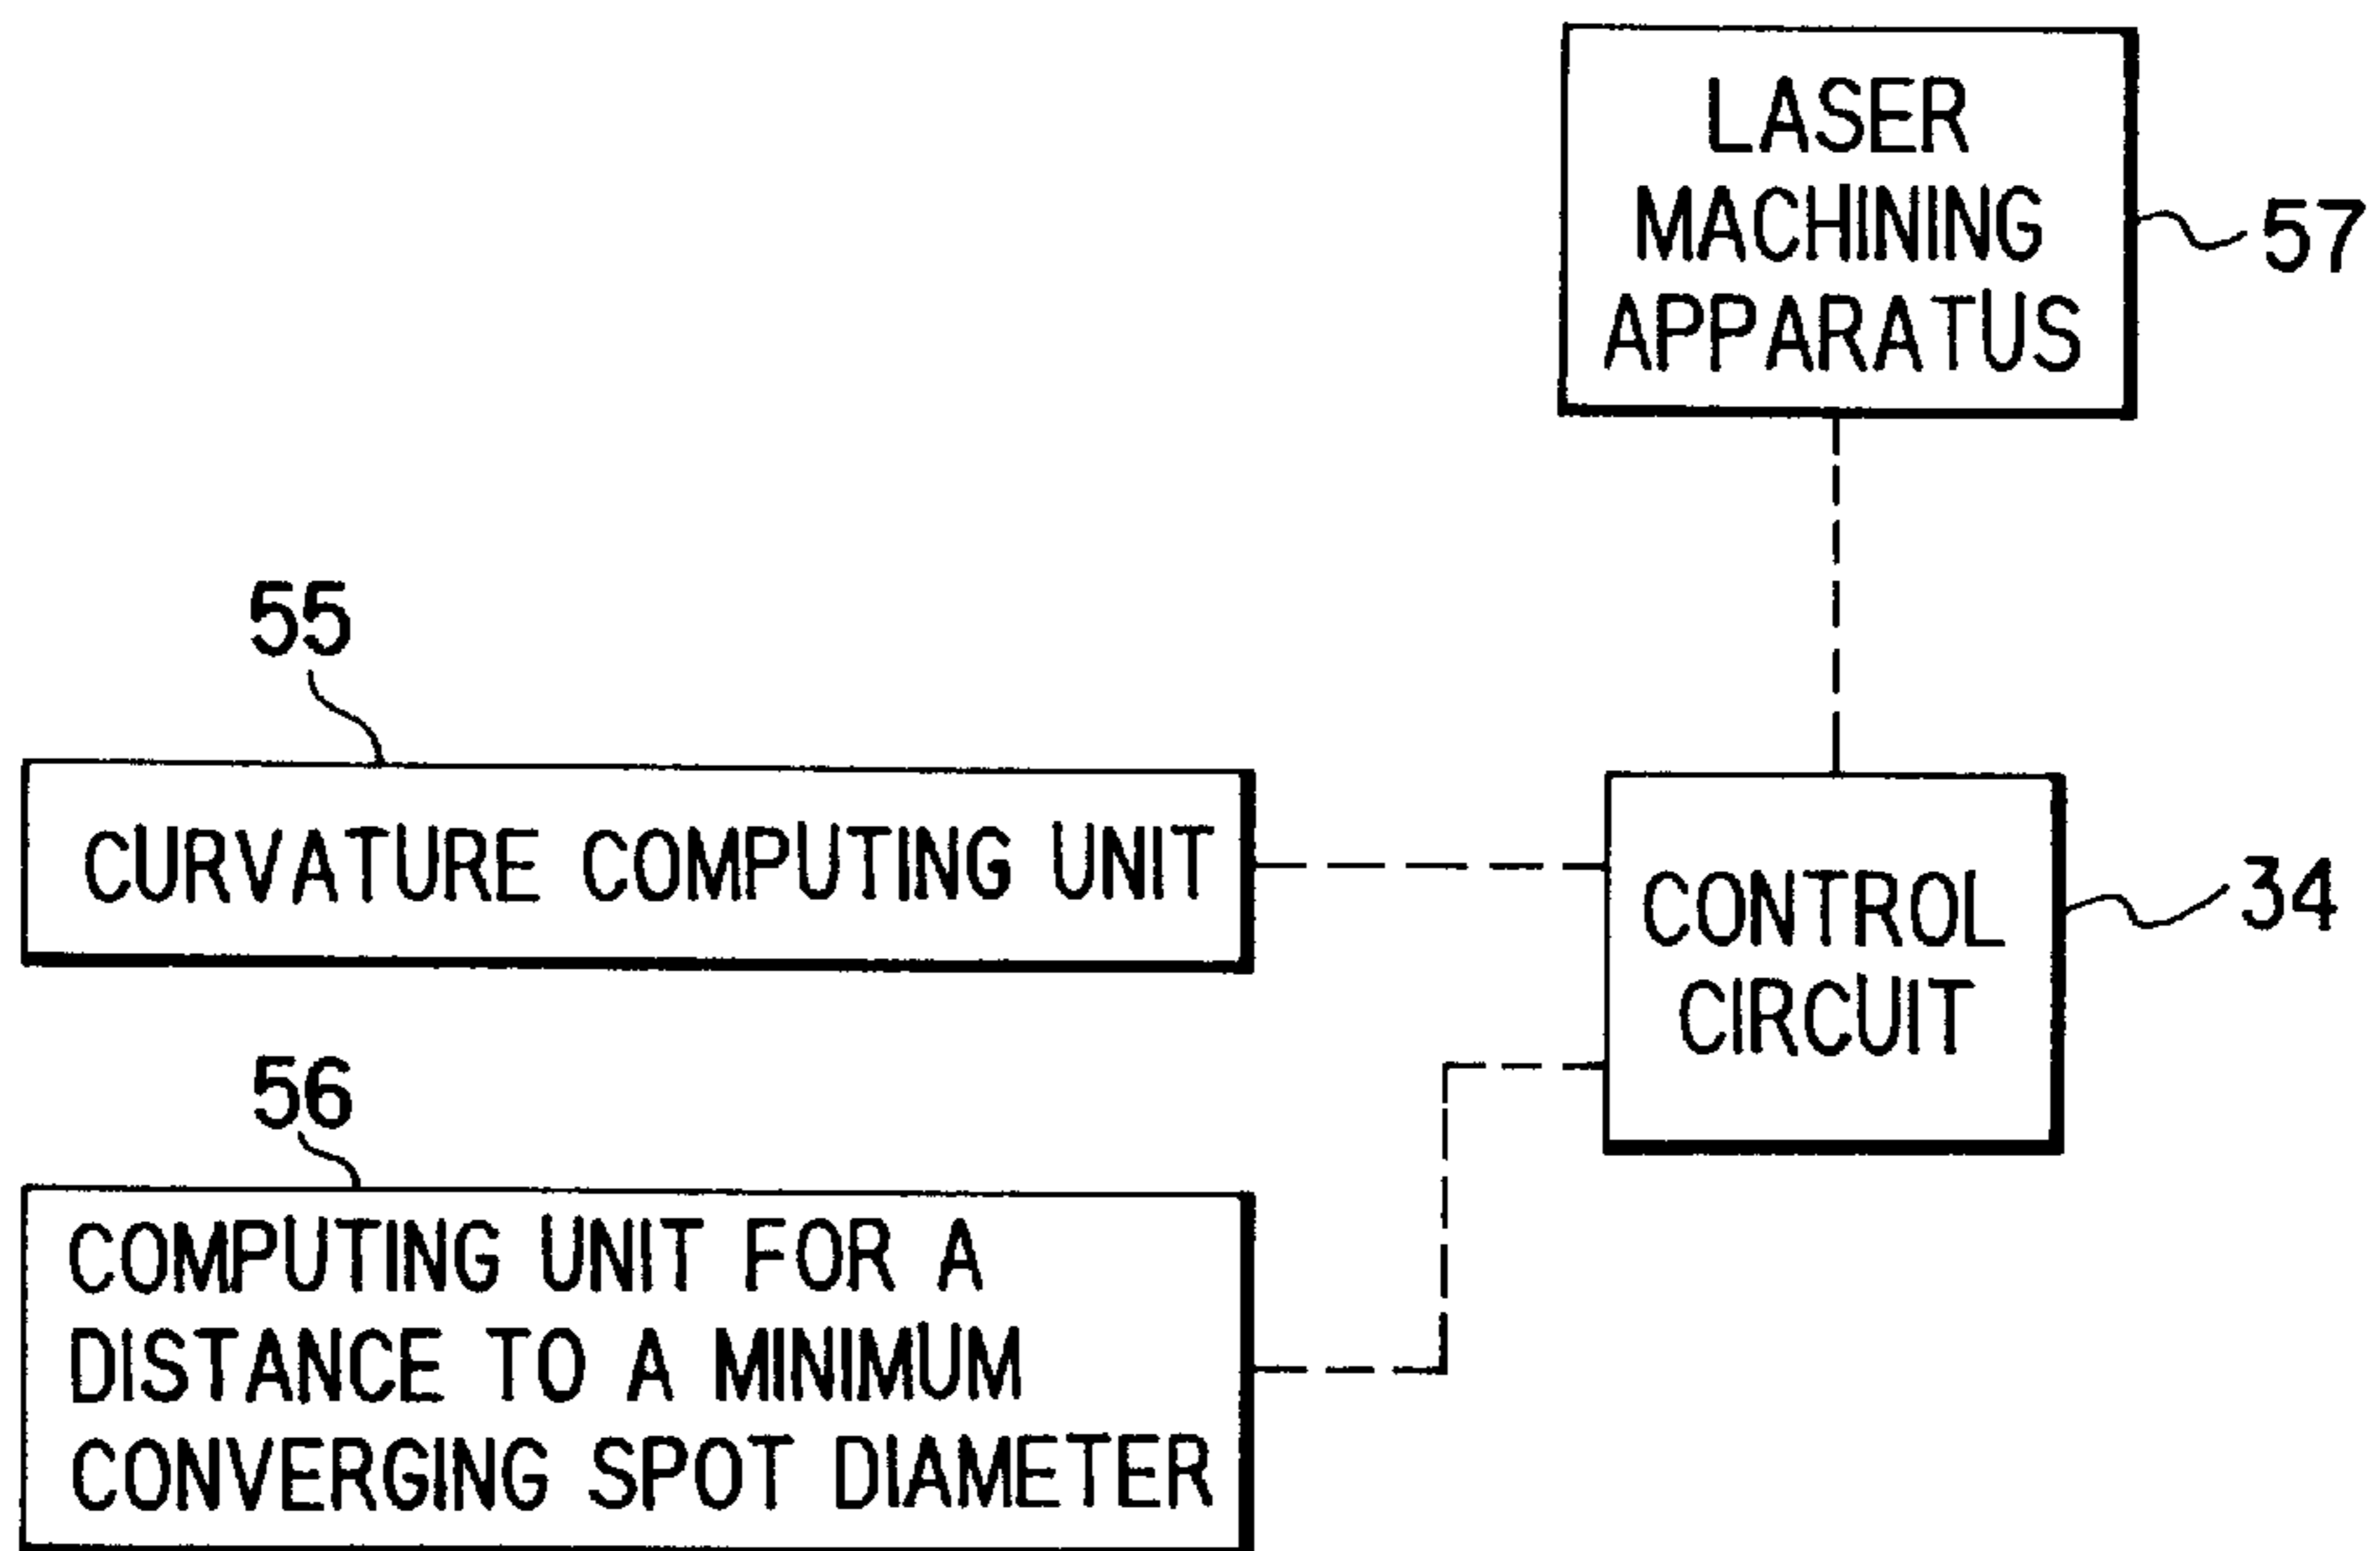 LASER
MACHINING
APPARATUS
57
55
CURVATURE COMPUTING UNIT
CONTROL
CIRCUIT
34
56
COMPUTING UNIT FOR A
DISTANCE TO A MINIMUM
CONVERGING SPOT DIAMETER